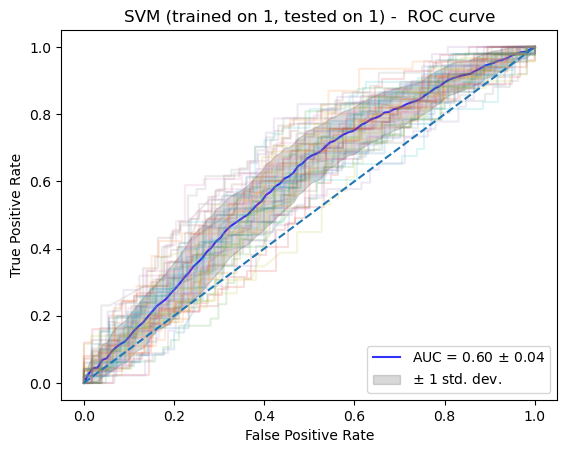 SVM (trained on 1, tested on 1) -  ROC curve
1.0
0.8
0.6
0.4
0.2
0.0
True Positive Rate
AUC = 0.60 ± 0.04
± 1 std. dev.
0.0 0.2 0.4 0.6 0.8 1.0
False Positive Rate